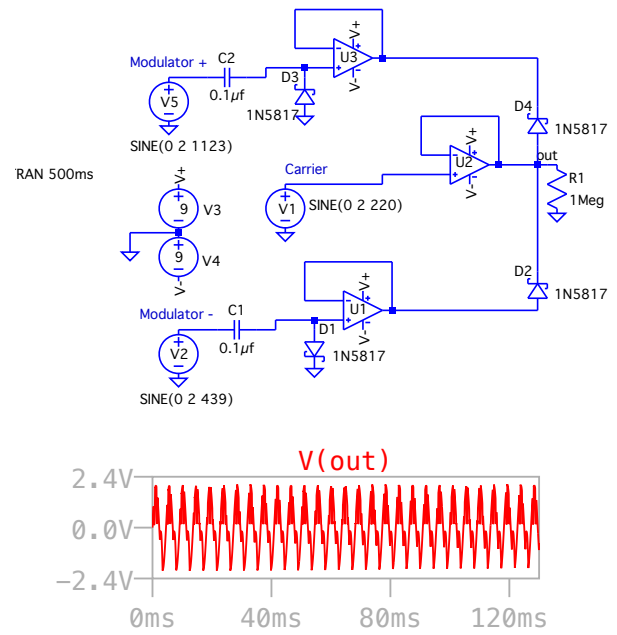 V+
U3
V-
Modulator +
C2
0.1µf
D3
1N5817
V5
SINE(0 2 1123)
D4
1N5817
V+
U2
V-
out
R1
1Meg
Carrier
V1
SINE(0 2 220)
TRAN 500ms
V+
9
V3
9
V4
V-
D2
1N5817
V+
U1
V-
Modulator -
C1
0.1µf
D1
1N5817
V2
SINE(0 2 439)
V(out)
2.4V
0.0V
−2.4V
0ms 40ms 80ms 120ms